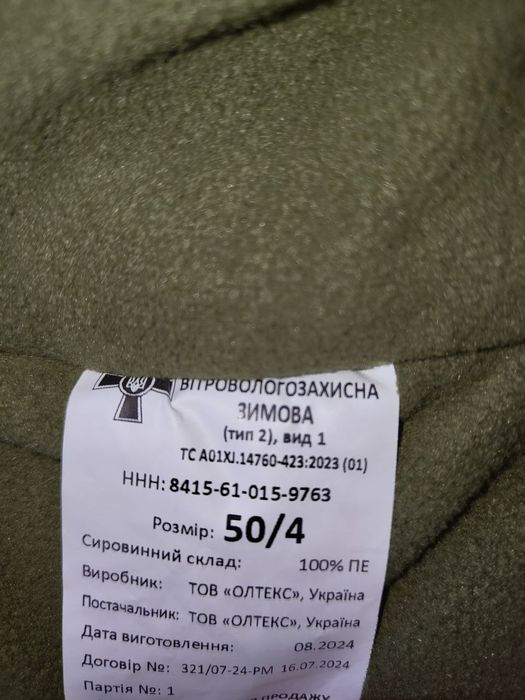 ВІТРОВОЛОГОЗАХИСНА
ЗИМОВА
(тип 2), вид 1
ТС А01XJ.14760-423:2023 (01)
ННН: 8415-61-015-9763
Розмір: 50/4
Сировинний склад: 100% ПЕ
Виробник: ТОВ «ОЛТЕКС», Україна
Постачальник: ТОВ «ОЛТЕКС», Україна
Дата виготовлення: 08.2024
Договір №: 321/07-24-РМ 16.07.2024
Партія №: 1
ПРОДАЖУ